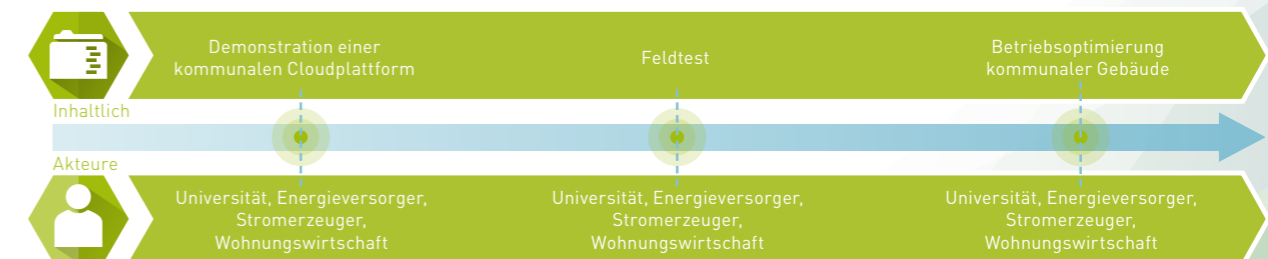 Demonstration einer
kommunalen Cloudplattform
Feldtest
Betriebsoptimierung
kommunaler Gebäude
Inhaltlich
Akteure
Universität, Energieversorger,
Stromerzeuger,
Wohnungswirtschaft
Universität, Energieversorger,
Stromerzeuger,
Wohnungswirtschaft
Universität, Energieversorger,
Stromerzeuger,
Wohnungswirtschaft